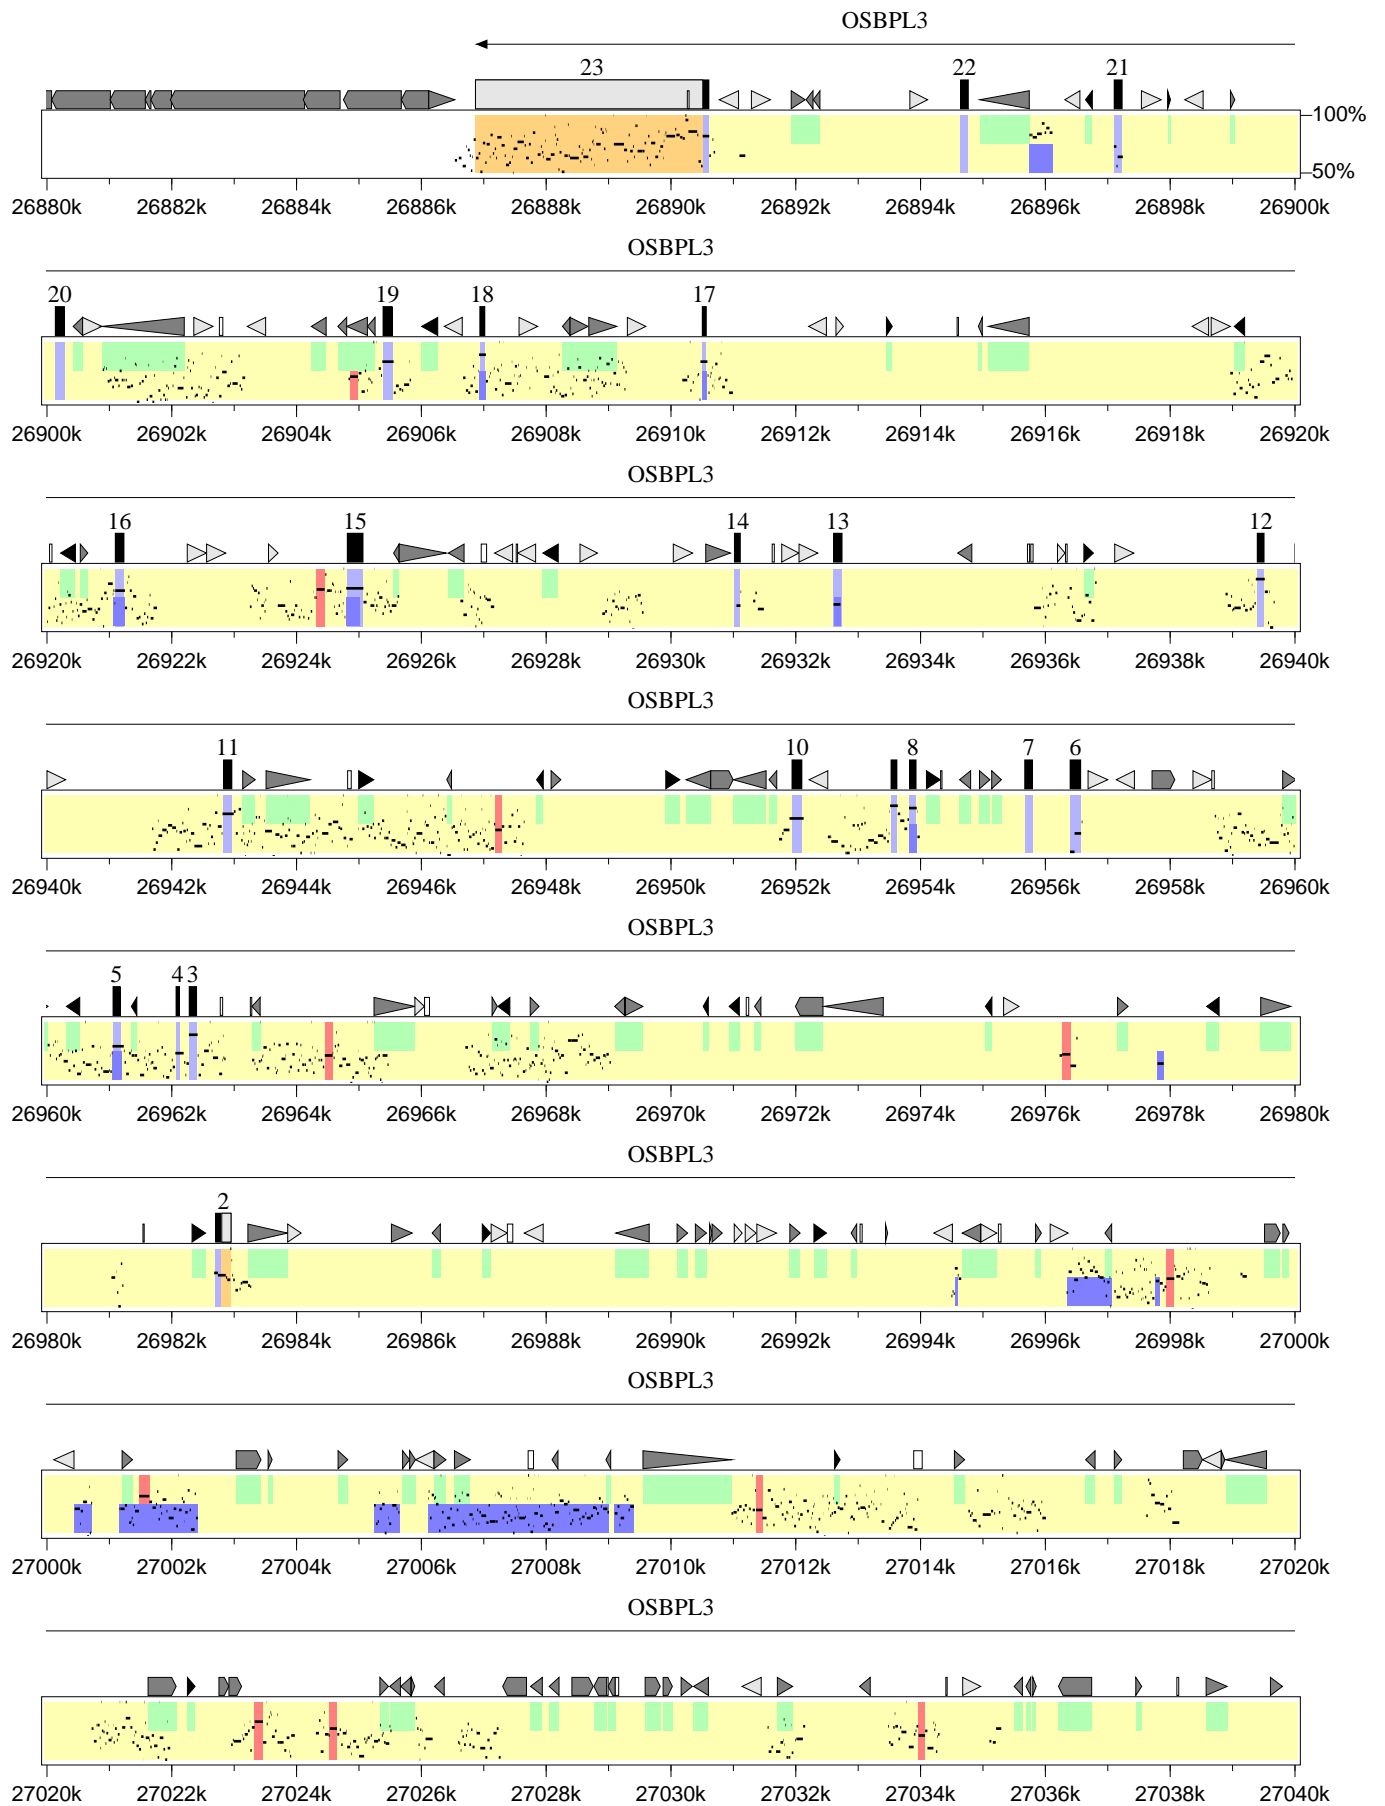 OSBPL3
23 22 21
100%
50%
26880k 26882k 26884k 26886k 26888k 26890k 26892k 26894k 26896k 26898k 26900k
OSBPL3
20 19 18 17
26900k 26902k 26904k 26906k 26908k 26910k 26912k 26914k 26916k 26918k 26920k
OSBPL3
16 15 14 13 12
26920k 26922k 26924k 26926k 26928k 26930k 26932k 26934k 26936k 26938k 26940k
OSBPL3
11 10 8 7 6
26940k 26942k 26944k 26946k 26948k 26950k 26952k 26954k 26956k 26958k 26960k
OSBPL3
5 4 3
26960k 26962k 26964k 26966k 26968k 26970k 26972k 26974k 26976k 26978k 26980k
OSBPL3
2
26980k 26982k 26984k 26986k 26988k 26990k 26992k 26994k 26996k 26998k 27000k
OSBPL3
27000k 27002k 27004k 27006k 27008k 27010k 27012k 27014k 27016k 27018k 27020k
OSBPL3
27020k 27022k 27024k 27026k 27028k 27030k 27032k 27034k 27036k 27038k 27040k